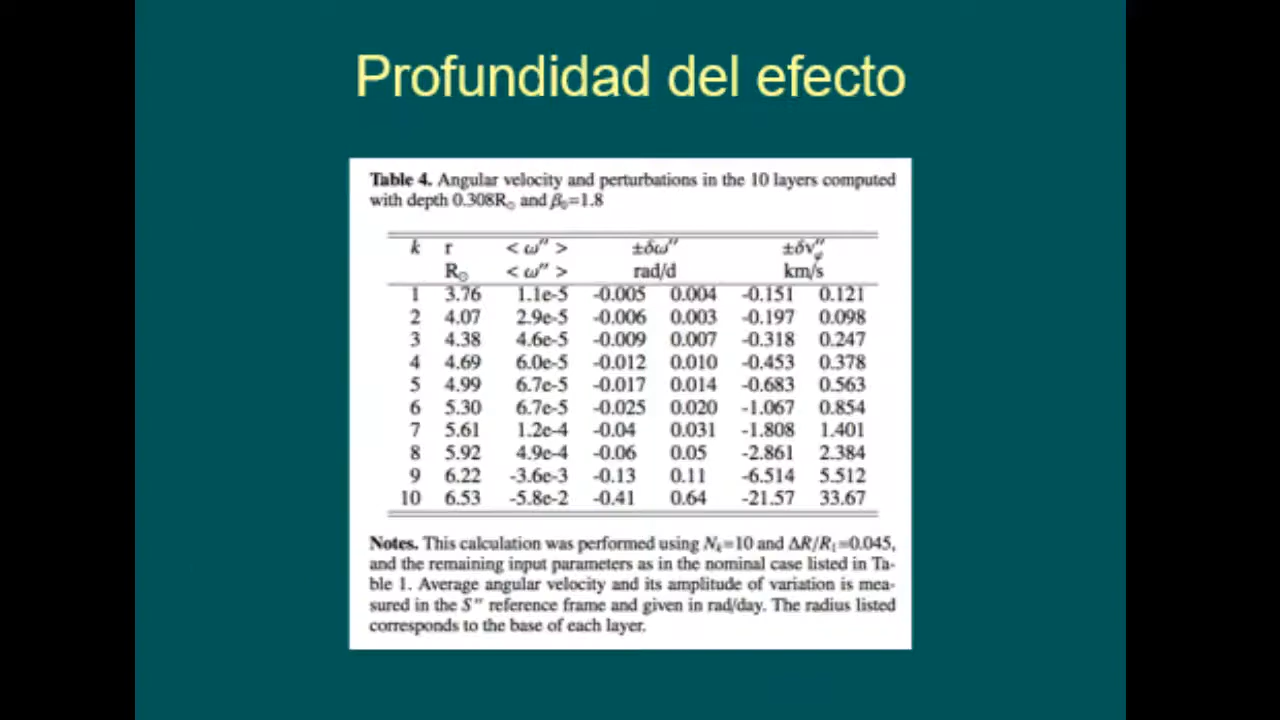 Profundidad del efecto
Table 4. Angular velocity and perturbations in the 10 layers computed
with depth 0.308R⊙ and β₀=1.8
k r < ω″ > ±δω″ ±δv″φ
R⊙ < ω″ > rad/d km/s
1 3.76 1.1e-5 -0.005 0.004 -0.151 0.121
2 4.07 2.9e-5 -0.006 0.003 -0.197 0.098
3 4.38 4.6e-5 -0.009 0.007 -0.318 0.247
4 4.69 6.0e-5 -0.012 0.010 -0.453 0.378
5 4.99 6.7e-5 -0.017 0.014 -0.683 0.563
6 5.30 6.7e-5 -0.025 0.020 -1.067 0.854
7 5.61 1.2e-4 -0.04 0.031 -1.808 1.401
8 5.92 4.9e-4 -0.06 0.05 -2.861 2.384
9 6.22 -3.6e-3 -0.13 0.11 -6.514 5.512
10 6.53 -5.8e-2 -0.41 0.64 -21.57 33.67
Notes. This calculation was performed using Nₖ=10 and ΔR/R₁=0.045,
and the remaining input parameters as in the nominal case listed in Ta-
ble 1. Average angular velocity and its amplitude of variation is mea-
sured in the S″ reference frame and given in rad/day. The radius listed
corresponds to the base of each layer.